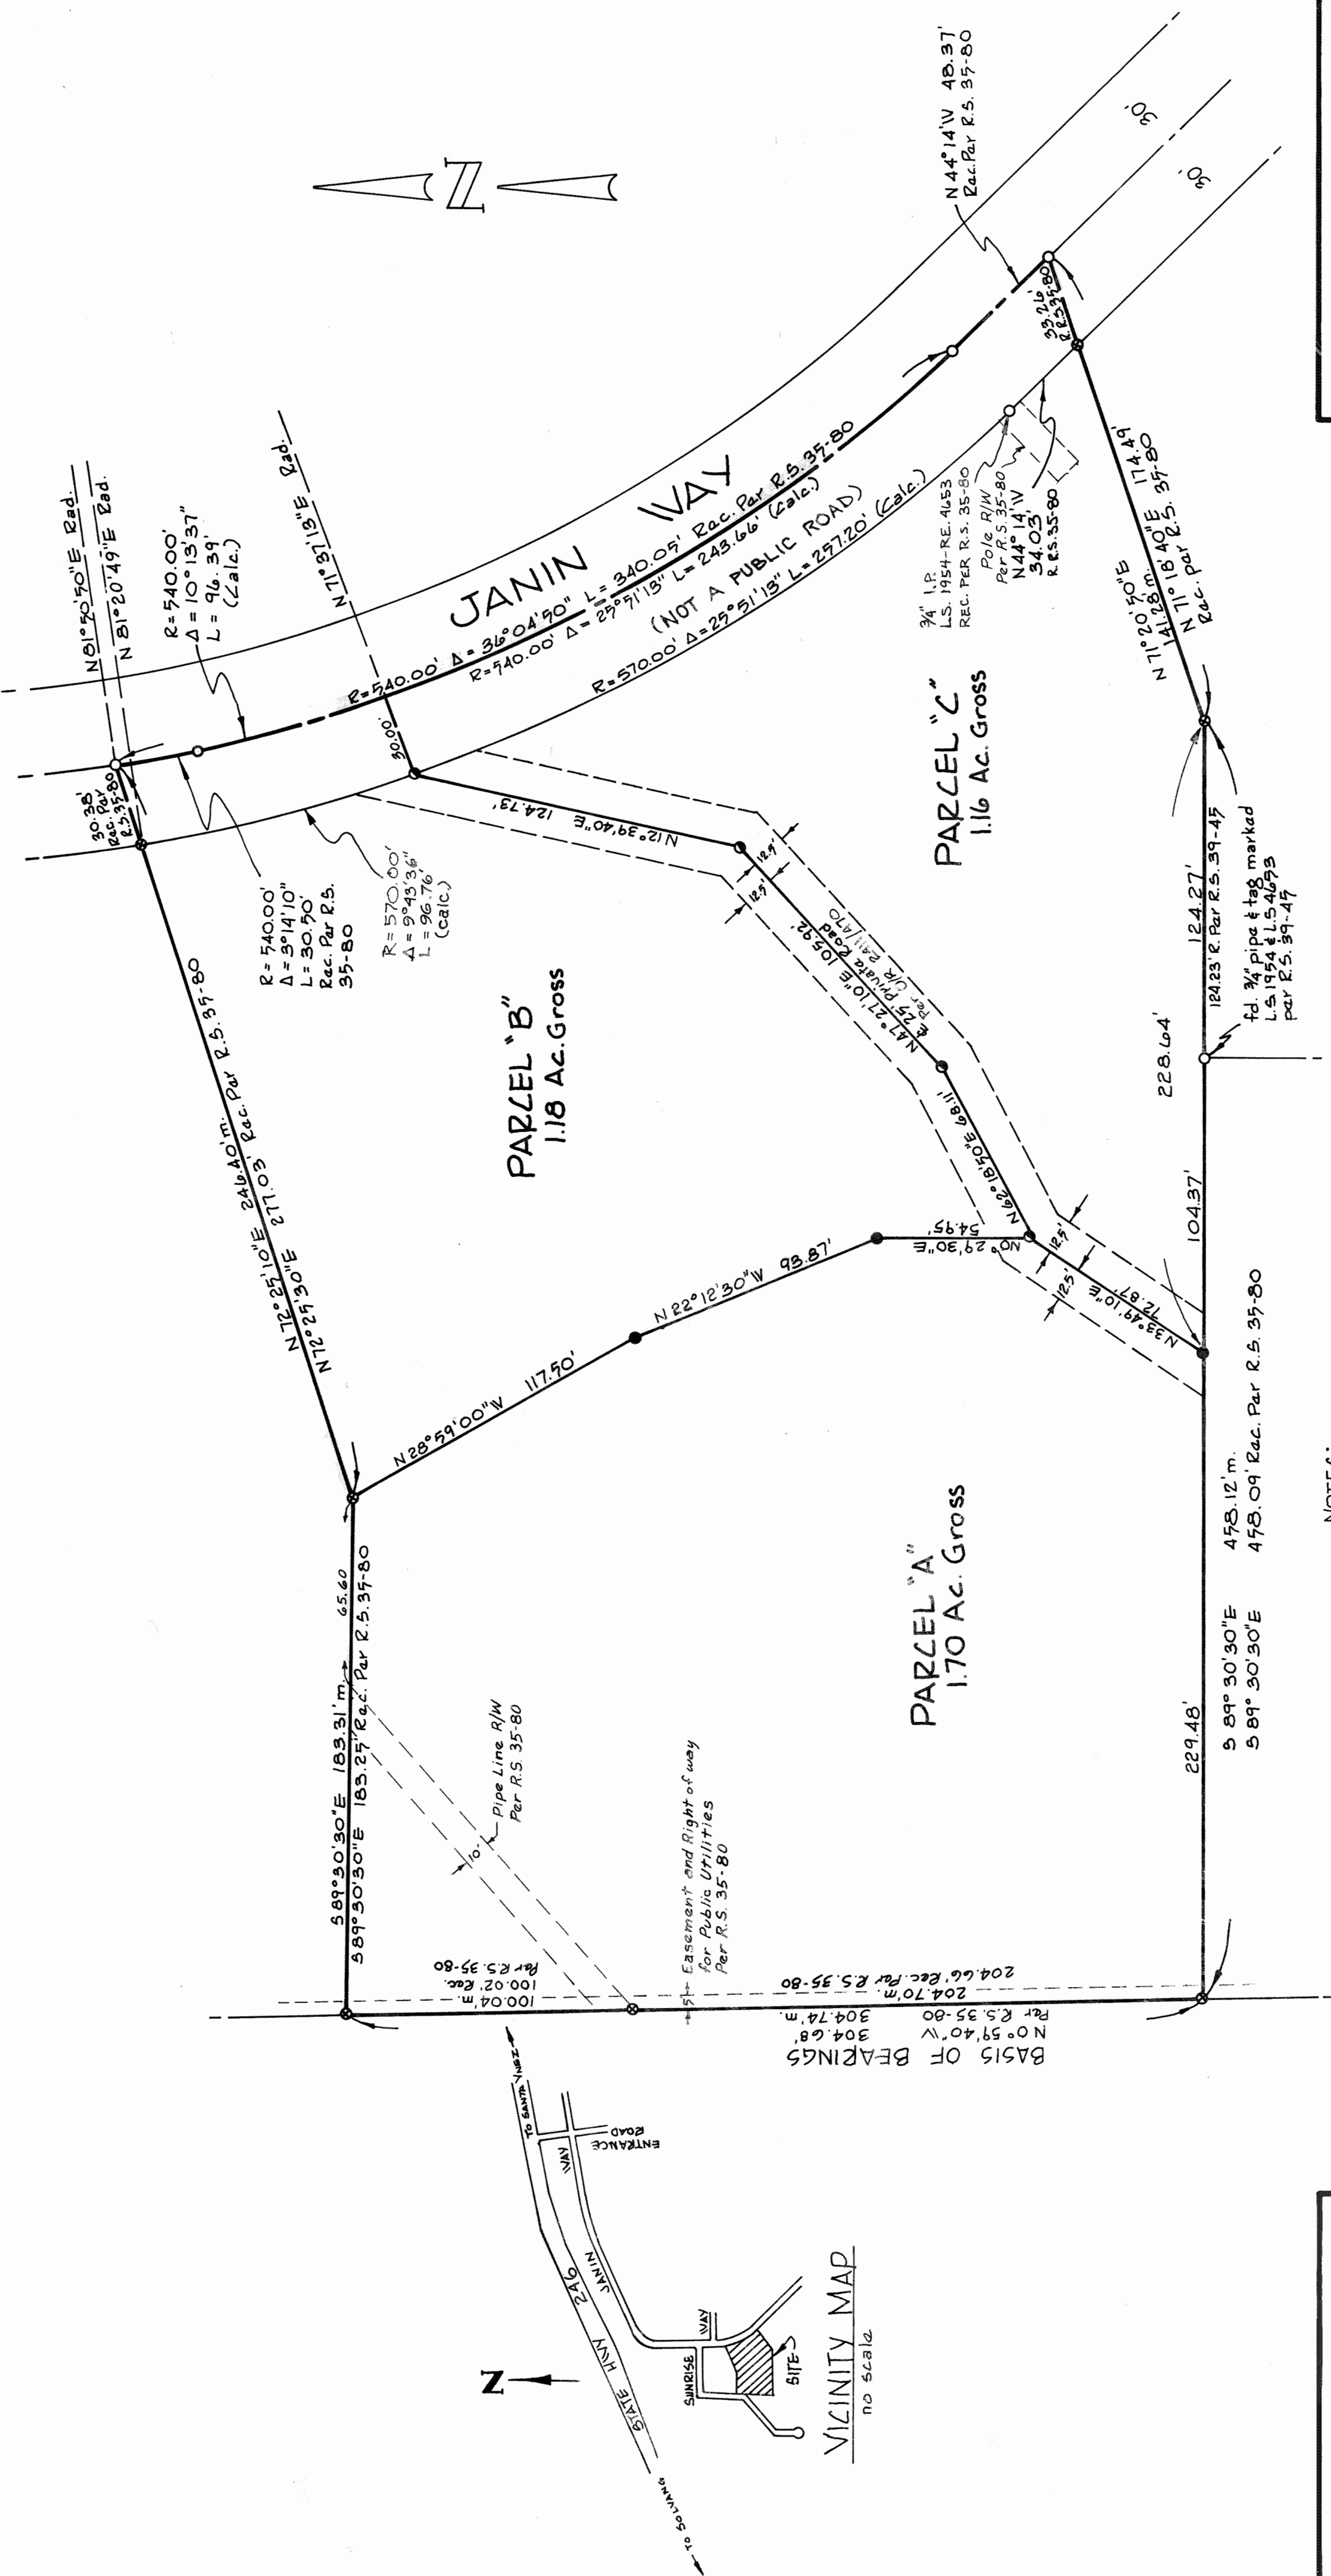 N81°50'50"E Rad.
N 81°20'49"E Rad.
R=540.00'
Δ = 10°13'37"
L = 96.39'
(Calc.)
N71°37'13"E Rad.
30.38'
Rec. Par
R.S. 35-80
R = 540.00'
Δ = 3°14'10"
L = 30.50'
Rec. Par R.S.
35-80
R = 570.00'
Δ = 9°43'36"
L = 96.76'
(calc.)
30.00'
JANIN WAY
R=540.00' Δ = 36°04'50" L = 340.05' Rec. Par R.S. 35-80
R=540.00' Δ = 25°51'13" L = 243.66' (Calc.)
(NOT A PUBLIC ROAD)
R=570.00' Δ=25°51'13" L=257.20' (Calc.)
N
N44°14'W 48.37'
Rec. Par R.S. 35-80
30'
30'
33.26'
R.R.S. 35-80
3/4" I.P.
L.S. 1954-R.E. 4653
REC. PER R.S. 35-80
Pole R/W
Per R.S. 35-80
N44°14'W
34.03'
R.R.S. 35-80
N 71°20'50"E
141.28'm.
N 71°18'40"E 174.49'
Rec. par R.S. 35-80
N 72°25'10"E 246.40'm.
N 72°25'30"E 277.03' Rec. Par R.S. 35-80
PARCEL "B"
1.18 Ac. Gross
PARCEL "C"
1.16 Ac. Gross
N12°39'40"E 124.73'
12.5'
12.5'
N47°27'10"E 105.92'
℄ 25' Private Road
Per O/R 2411/470
N62°18'50"E 68.11'
N0°29'30"E
54.95'
12.5'
12.5'
N33°49'10"E
72.87'
N 22°12'30"W 93.87'
N 28°59'00"W 117.50'
124.27'
124.23' R. Par R.S. 39-45
fd. 3/4" pipe & tag marked
L.S 1954 & L.S 4653
par R.S. 39-45
228.64'
104.37'
S89°30'30"E 183.31'm.
65.60
S89°30'30"E 183.25' Rec. Par R.S. 35-80
10'
Pipe Line R/W
Per R.S. 35-80
PARCEL "A"
1.70 Ac. Gross
5'
Easement and Right of way
for Public Utilities
Per R.S. 35-80
229.48'
S 89°30'30"E 458.12'm.
S 89°30'30"E 458.09' Rec. Par R.S. 35-80
100.04'm.
100.02' Rec.
Par R.S. 35-80
204.70'm.
204.66' Rec. Par R.S. 35-80
BASIS OF BEARINGS
N 0°59'40"W 304.68'
Per R.S. 35-80 304.74'm.
NOTES:
TO SANTA YNEZ
STATE HWY 246
JANIN WAY
ENTRANCE
ROAD
SUNRISE WAY
SITE
TO SOLVANG
N
VICINITY MAP
no scale